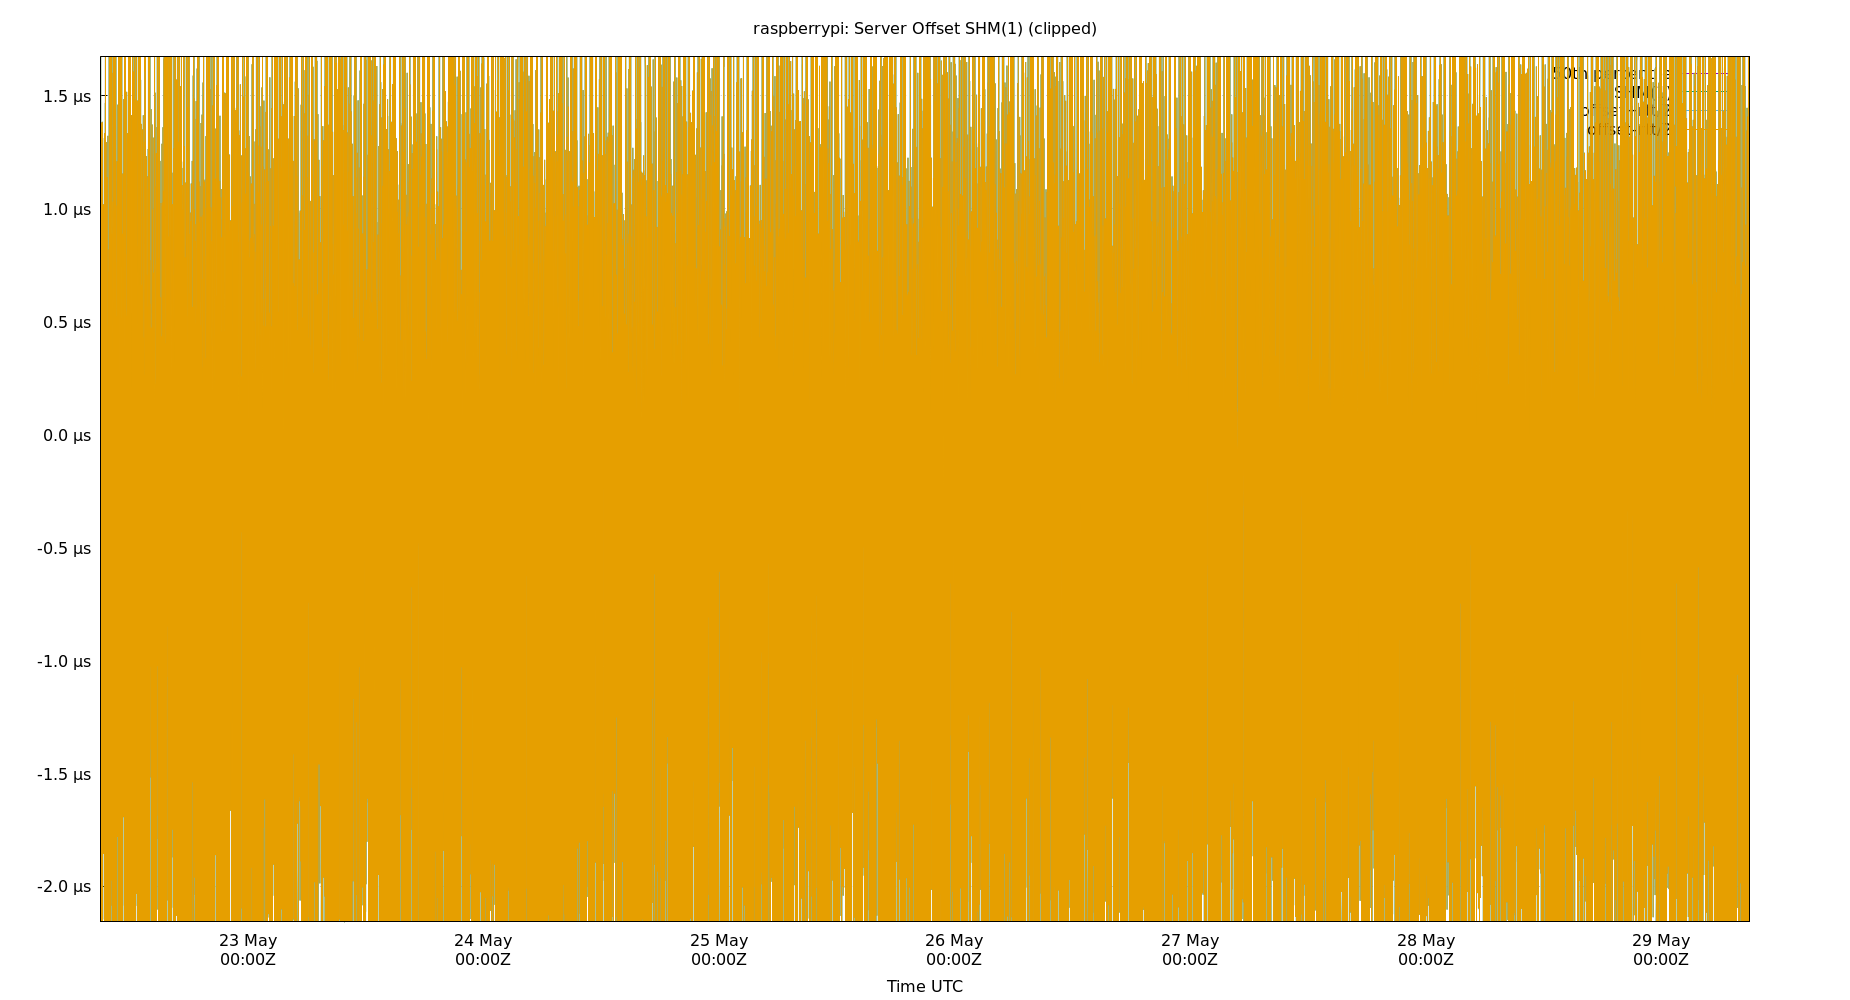 raspberrypi: Server Offset SHM(1) (clipped)
1.5 µs
1.0 µs
0.5 µs
0.0 µs
-0.5 µs
-1.0 µs
-1.5 µs
-2.0 µs
23 May 24 May 25 May 26 May 27 May 28 May 29 May
00:00Z 00:00Z 00:00Z 00:00Z 00:00Z 00:00Z 00:00Z
Time UTC